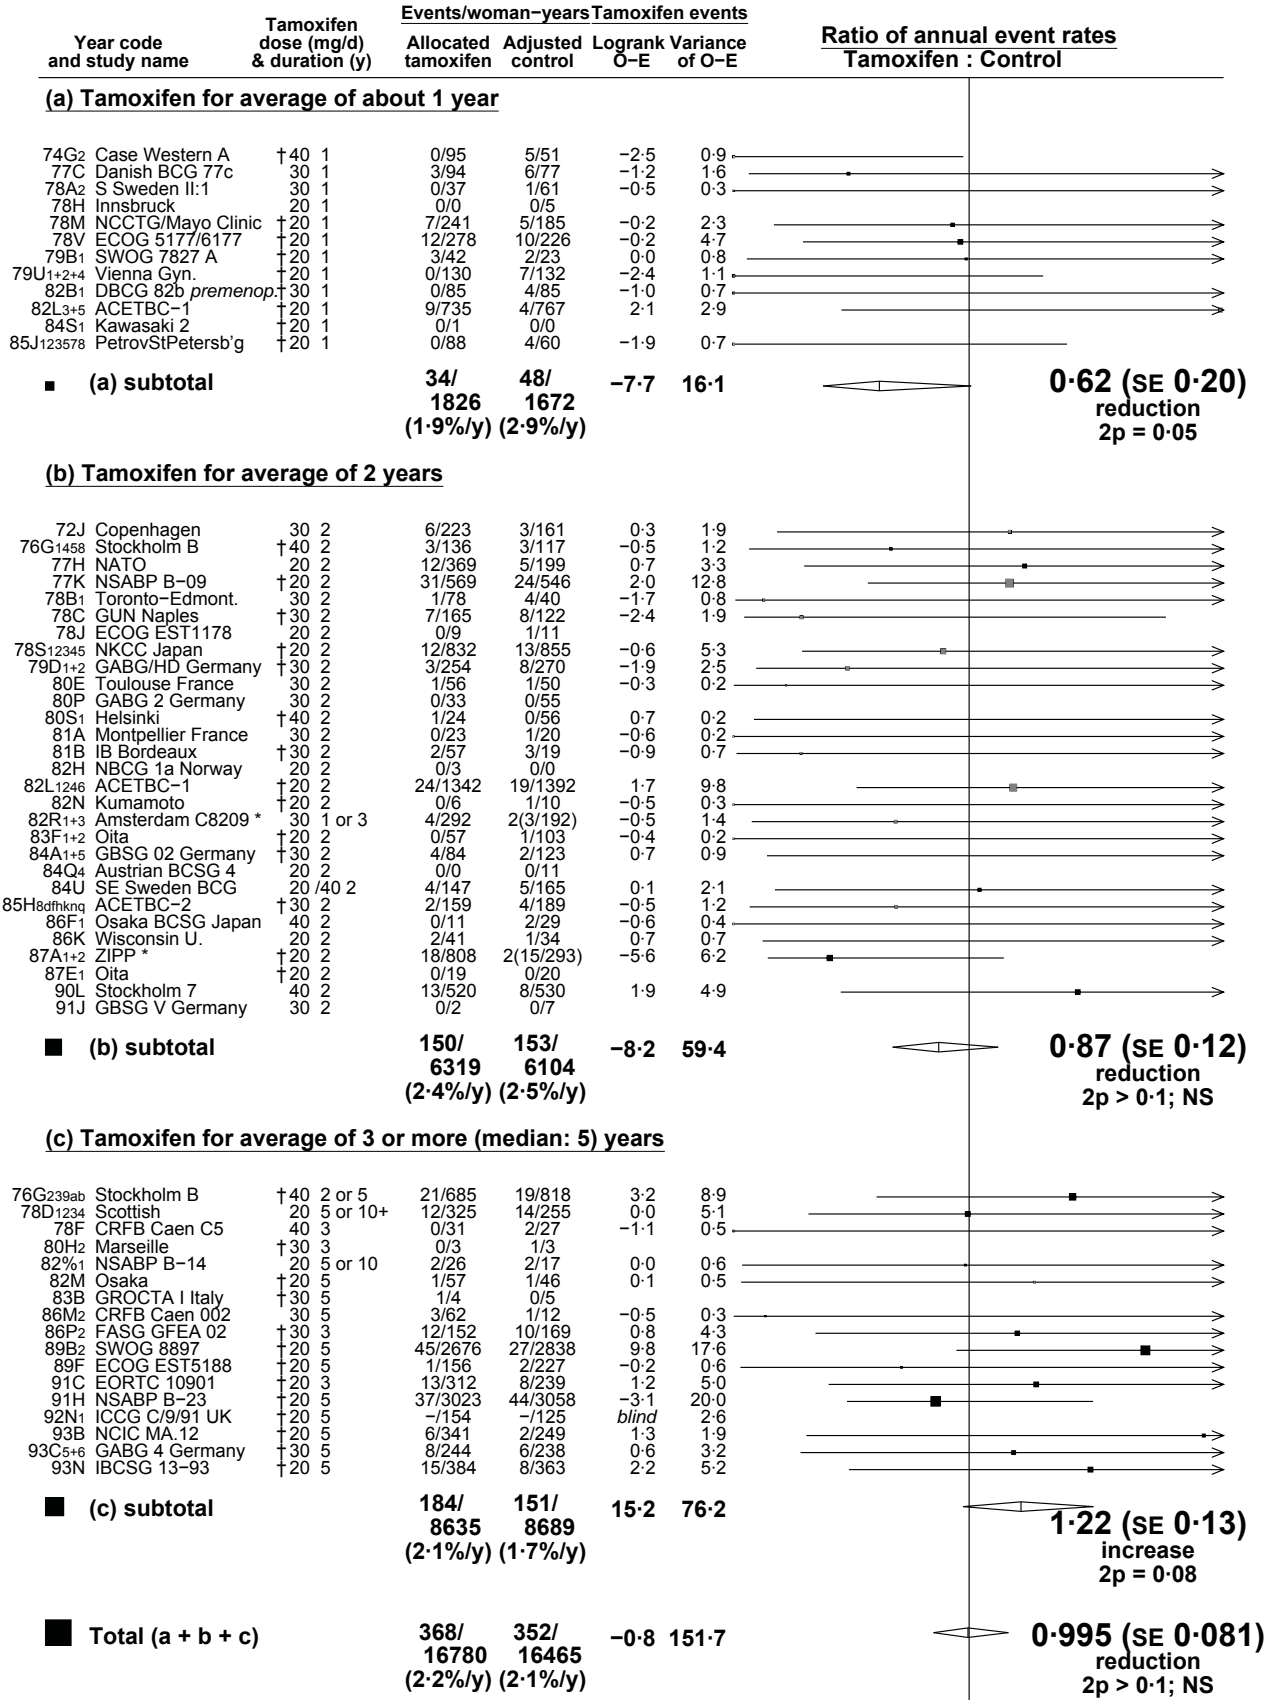 Events/woman−years Tamoxifen events
Year code and study name Tamoxifen dose (mg/d) & duration (y) Allocated tamoxifen Adjusted control Logrank O−E Variance of O−E Ratio of annual event rates Tamoxifen : Control
(a) Tamoxifen for average of about 1 year
74G2 Case Western A †40 1 0/95 5/51 −2·5 0·9
77C Danish BCG 77c 30 1 3/94 6/77 −1·2 1·6
78A2 S Sweden II:1 30 1 0/37 1/61 −0·5 0·3
78H Innsbruck 20 1 0/0 0/5
78M NCCTG/Mayo Clinic †20 1 7/241 5/185 −0·2 2·3
78V ECOG 5177/6177 †20 1 12/278 10/226 −0·2 4·7
79B1 SWOG 7827 A †20 1 3/42 2/23 0·0 0·8
79U1+2+4 Vienna Gyn. †20 1 0/130 7/132 −2·4 1·1
82B1 DBCG 82b premenop. †30 1 0/85 4/85 −1·0 0·7
82L3+5 ACETBC−1 †20 1 9/735 4/767 2·1 2·9
84S1 Kawasaki 2 †20 1 0/1 0/0
85J123578 PetrovStPetersb'g †20 1 0/88 4/60 −1·9 0·7
(a) subtotal 34/ 48/ −7·7 16·1 0·62 (SE 0·20)
1826 1672 reduction
(1·9%/y) (2·9%/y) 2p = 0·05
(b) Tamoxifen for average of 2 years
72J Copenhagen 30 2 6/223 3/161 0·3 1·9
76G1458 Stockholm B †40 2 3/136 3/117 −0·5 1·2
77H NATO 20 2 12/369 5/199 0·7 3·3
77K NSABP B−09 †20 2 31/569 24/546 2·0 12·8
78B1 Toronto−Edmont. 30 2 1/78 4/40 −1·7 0·8
78C GUN Naples †30 2 7/165 8/122 −2·4 1·9
78J ECOG EST1178 20 2 0/9 1/11
78S12345 NKCC Japan †20 2 12/832 13/855 −0·6 5·3
79D1+2 GABG/HD Germany †30 2 3/254 8/270 −1·9 2·5
80E Toulouse France 30 2 1/56 1/50 −0·3 0·2
80P GABG 2 Germany 30 2 0/33 0/55
80S1 Helsinki †40 2 1/24 0/56 0·7 0·2
81A Montpellier France 30 2 0/23 1/20 −0·6 0·2
81B IB Bordeaux †30 2 2/57 3/19 −0·9 0·7
82H NBCG 1a Norway 20 2 0/3 0/0
82L1246 ACETBC−1 †20 2 24/1342 19/1392 1·7 9·8
82N Kumamoto †20 2 0/6 1/10 −0·5 0·3
82R1+3 Amsterdam C8209 * 30 1 or 3 4/292 2(3/192) −0·5 1·4
83F1+2 Oita †20 2 0/57 1/103 −0·4 0·2
84A1+5 GBSG 02 Germany †30 2 4/84 2/123 0·7 0·9
84Q4 Austrian BCSG 4 20 2 0/0 0/11
84U SE Sweden BCG 20 /40 2 4/147 5/165 0·1 2·1
85H8dfhknq ACETBC−2 †30 2 2/159 4/189 −0·5 1·2
86F1 Osaka BCSG Japan 40 2 0/11 2/29 −0·6 0·4
86K Wisconsin U. 20 2 2/41 1/34 0·7 0·7
87A1+2 ZIPP * †20 2 18/808 2(15/293) −5·6 6·2
87E1 Oita †20 2 0/19 0/20
90L Stockholm 7 40 2 13/520 8/530 1·9 4·9
91J GBSG V Germany 30 2 0/2 0/7
(b) subtotal 150/ 153/ −8·2 59·4 0·87 (SE 0·12)
6319 6104 reduction
(2·4%/y) (2·5%/y) 2p > 0·1; NS
(c) Tamoxifen for average of 3 or more (median: 5) years
76G239ab Stockholm B †40 2 or 5 21/685 19/818 3·2 8·9
78D1234 Scottish 20 5 or 10+ 12/325 14/255 0·0 5·1
78F CRFB Caen C5 40 3 0/31 2/27 −1·1 0·5
80H2 Marseille †30 3 0/3 1/3
82%1 NSABP B−14 20 5 or 10 2/26 2/17 0·0 0·6
82M Osaka †20 5 1/57 1/46 0·1 0·5
83B GROCTA I Italy †30 5 1/4 0/5
86M2 CRFB Caen 002 30 5 3/62 1/12 −0·5 0·3
86P2 FASG GFEA 02 †30 3 12/152 10/169 0·8 4·3
89B2 SWOG 8897 †20 5 45/2676 27/2838 9·8 17·6
89F ECOG EST5188 †20 5 1/156 2/227 −0·2 0·6
91C EORTC 10901 †20 3 13/312 8/239 1·2 5·0
91H NSABP B−23 †20 5 37/3023 44/3058 −3·1 20·0
92N1 ICCG C/9/91 UK †20 5 −/154 −/125 blind 2·6
93B NCIC MA.12 †20 5 6/341 2/249 1·3 1·9
93C5+6 GABG 4 Germany †30 5 8/244 6/238 0·6 3·2
93N IBCSG 13−93 †20 5 15/384 8/363 2·2 5·2
(c) subtotal 184/ 151/ 15·2 76·2 1·22 (SE 0·13)
8635 8689 increase
(2·1%/y) (1·7%/y) 2p = 0·08
Total (a + b + c) 368/ 352/ −0·8 151·7 0·995 (SE 0·081)
16780 16465 reduction
(2·2%/y) (2·1%/y) 2p > 0·1; NS